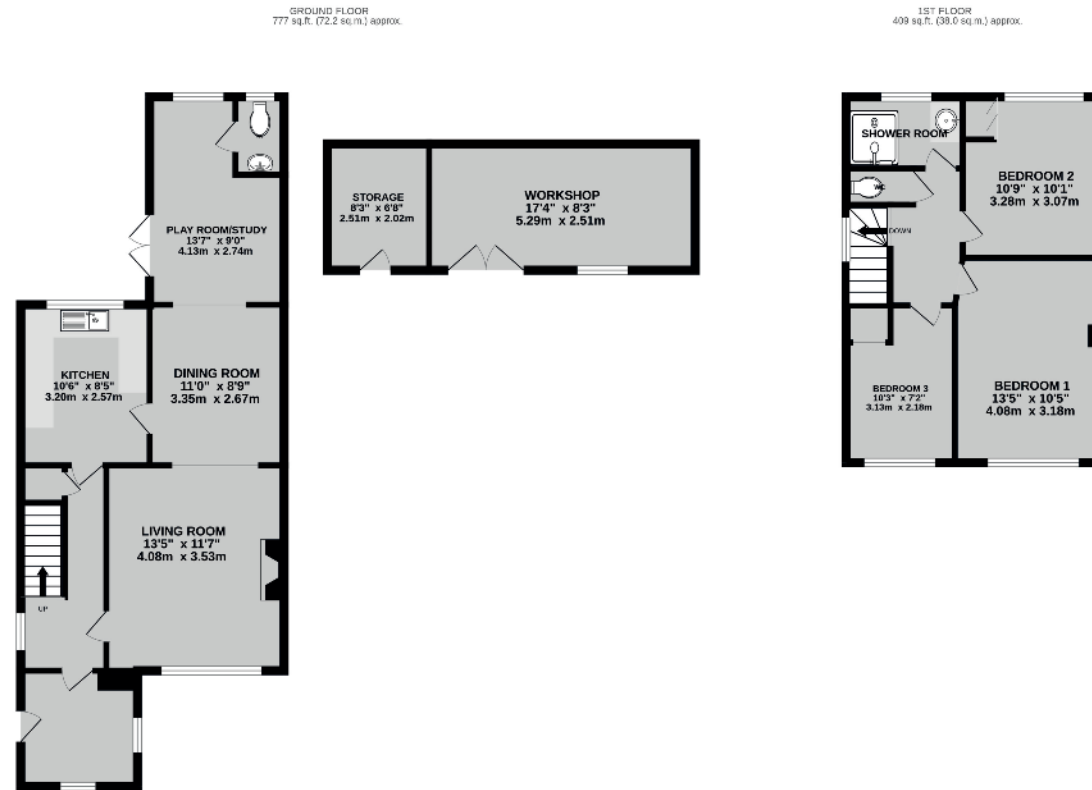 GROUND FLOOR
777 sq.ft. (72.2 sq.m.) approx.
1ST FLOOR
409 sq.ft. (38.0 sq.m.) approx.
PLAY ROOM/STUDY
13'7" x 9'0"
4.13m x 2.74m
STORAGE
8'3" x 6'8"
2.51m x 2.02m
WORKSHOP
17'4" x 8'3"
5.29m x 2.51m
KITCHEN
10'6" x 8'5"
3.20m x 2.57m
DINING ROOM
11'0" x 8'9"
3.35m x 2.67m
LIVING ROOM
13'5" x 11'7"
4.08m x 3.53m
UP
SHOWER ROOM
WC
BEDROOM 2
10'9" x 10'1"
3.28m x 3.07m
DOWN
BEDROOM 3
10'3" x 7'2"
3.13m x 2.18m
BEDROOM 1
13'5" x 10'5"
4.08m x 3.18m